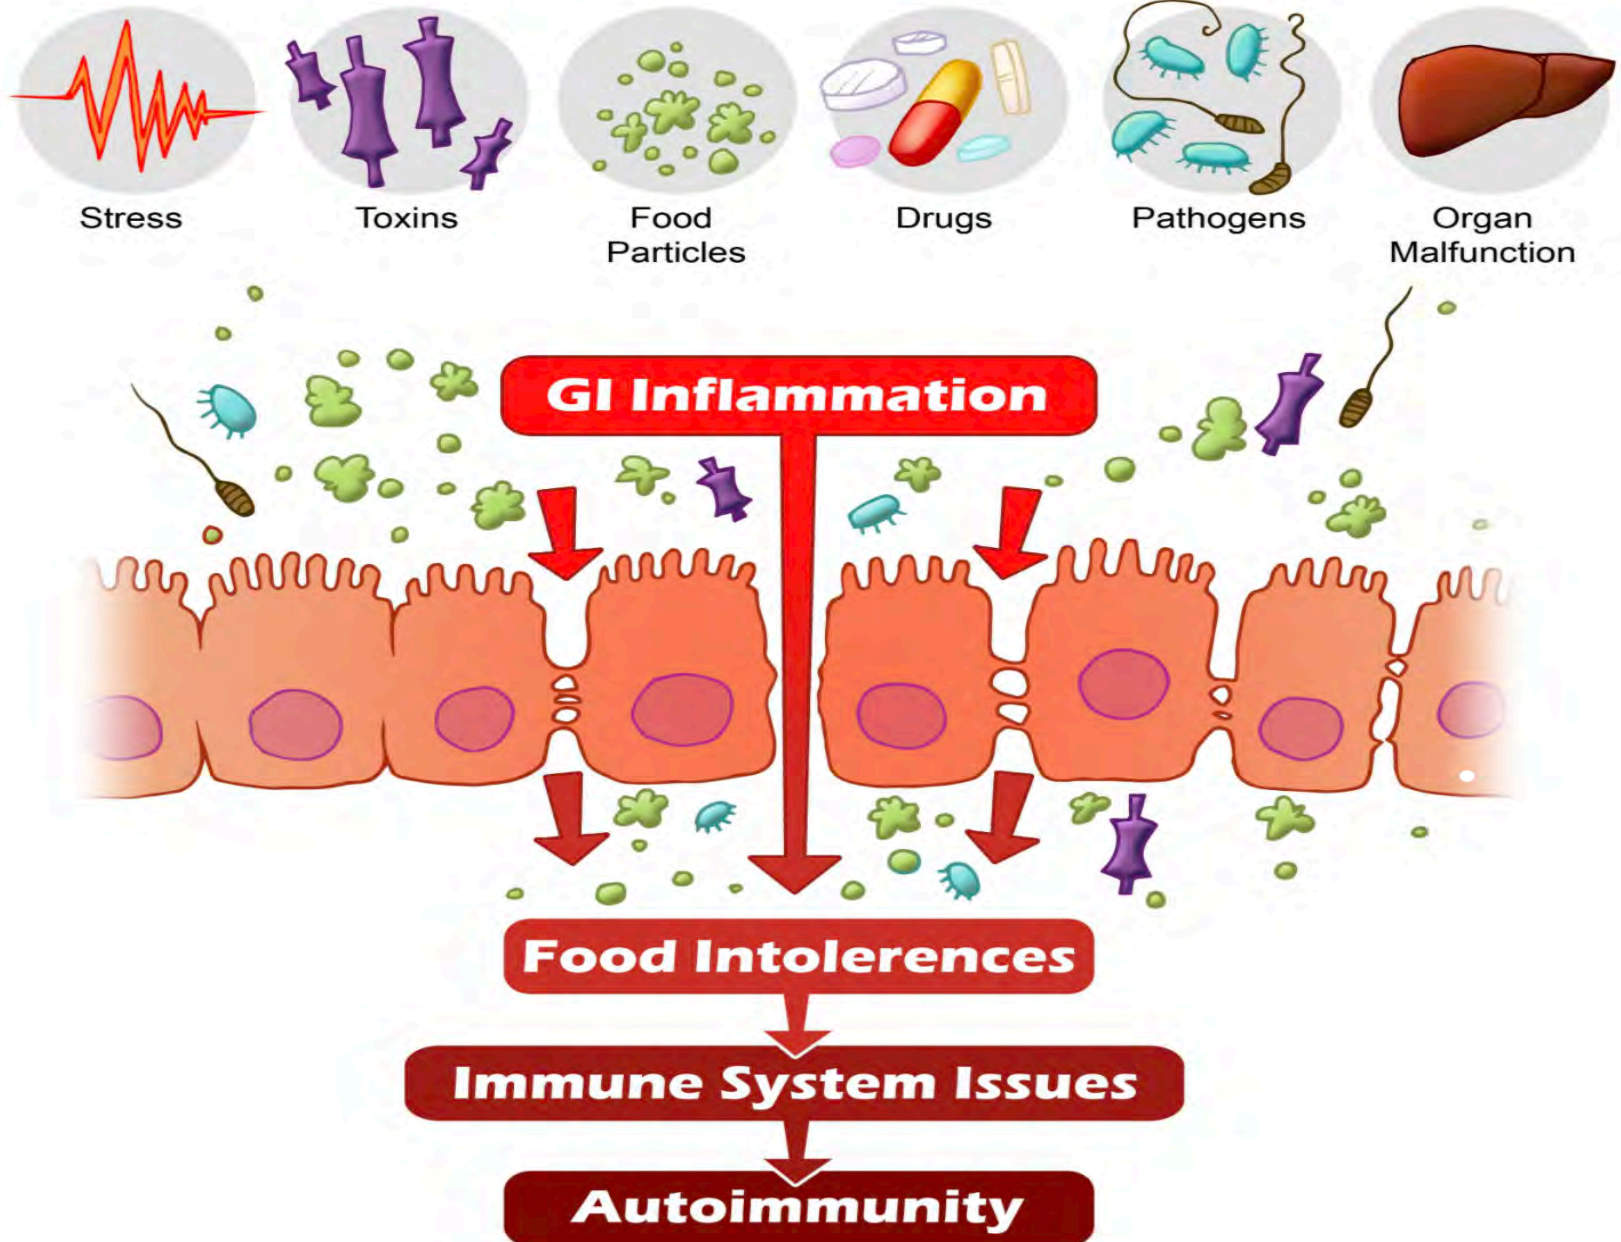 Stress
Toxins
Food
Particles
Drugs
Pathogens
Organ
Malfunction
GI Inflammation
Food Intolerences
Immune System Issues
Autoimmunity